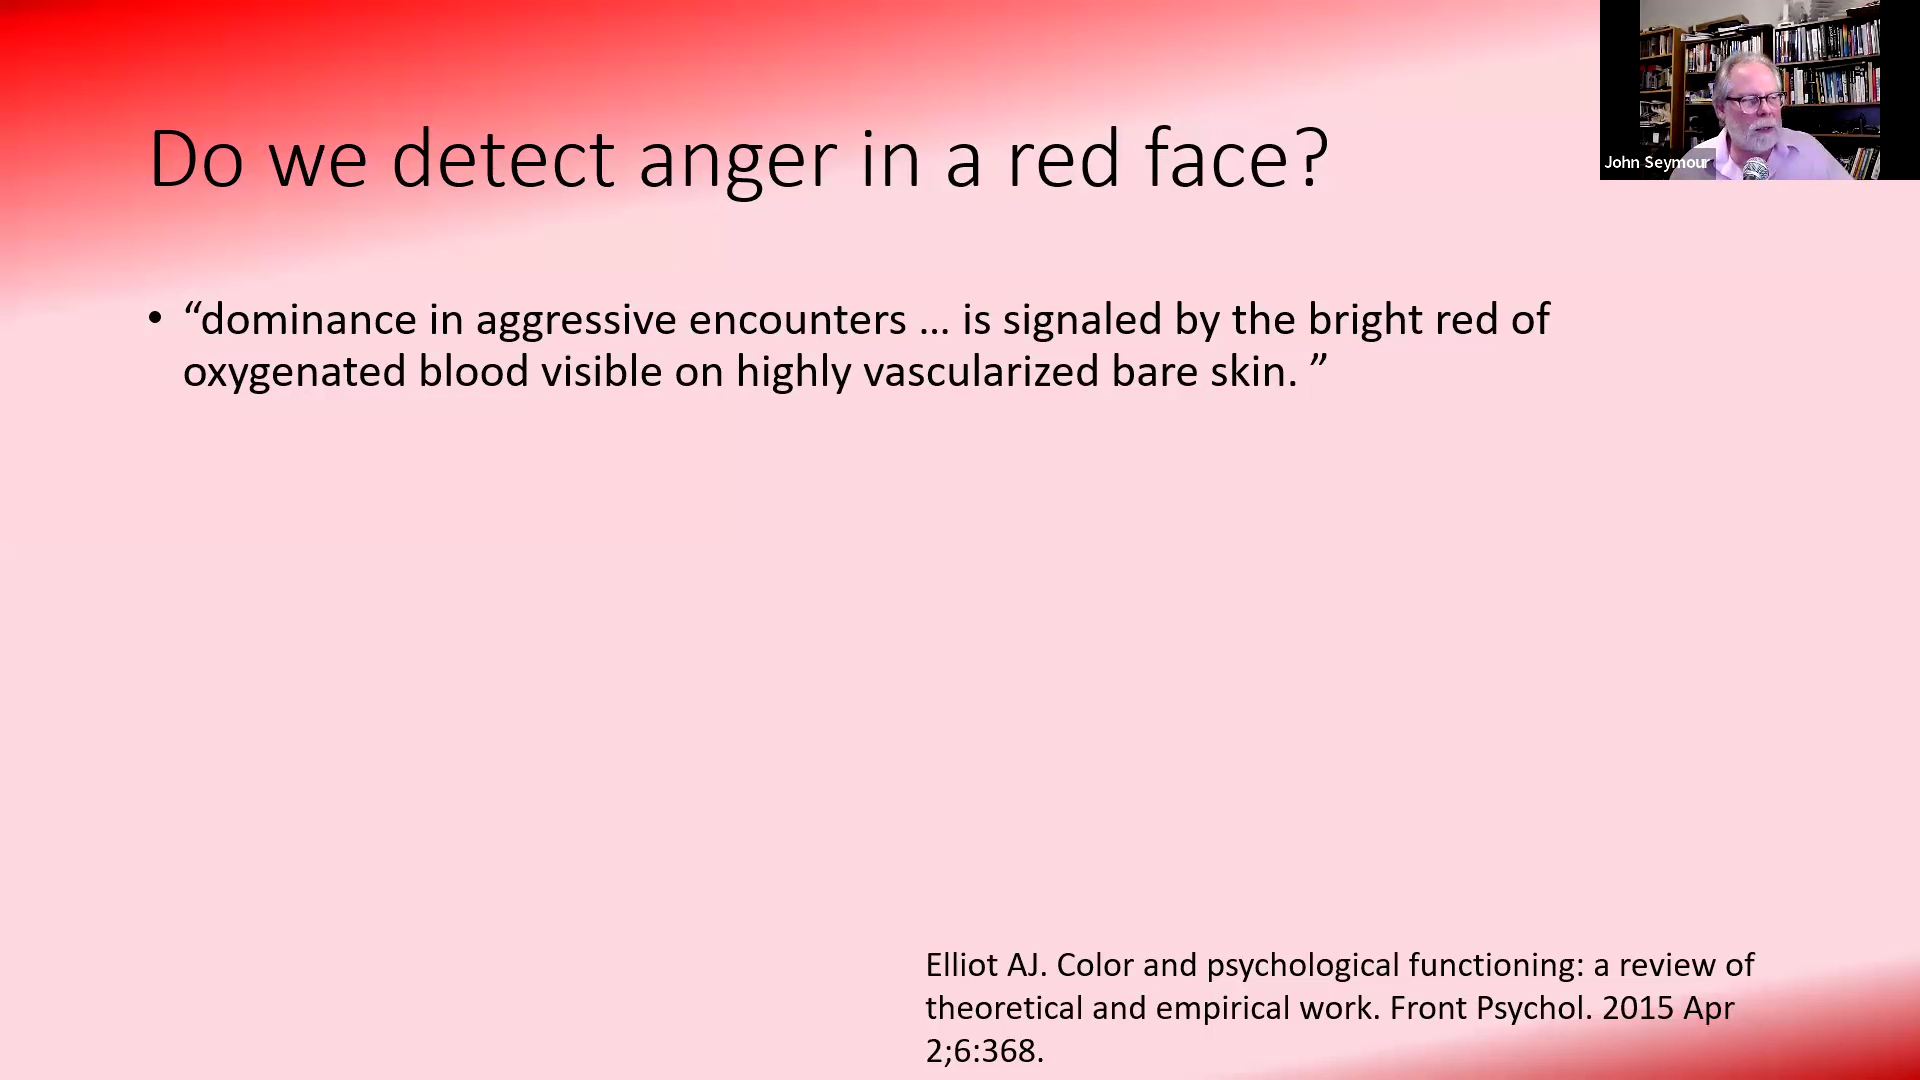 Do we detect anger in a red face?
John Seymour
• “dominance in aggressive encounters ... is signaled by the bright red of
oxygenated blood visible on highly vascularized bare skin. ”
Elliot AJ. Color and psychological functioning: a review of
theoretical and empirical work. Front Psychol. 2015 Apr
2;6:368.